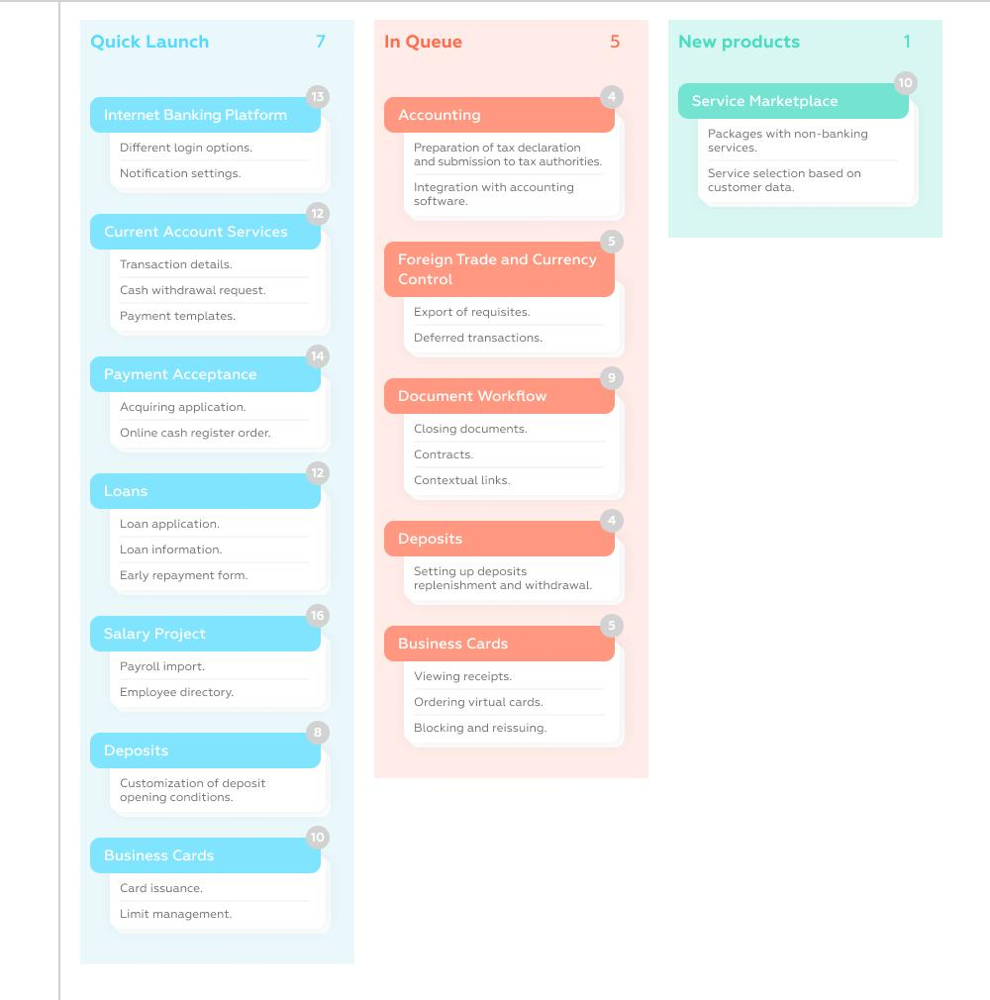 Quick Launch 7
13
Internet Banking Platform
Different login options.
Notification settings.
12
Current Account Services
Transaction details.
Cash withdrawal request.
Payment templates.
14
Payment Acceptance
Acquiring application.
Online cash register order.
12
Loans
Loan application.
Loan information.
Early repayment form.
16
Salary Project
Payroll import.
Employee directory.
8
Deposits
Customization of deposit
opening conditions.
10
Business Cards
Card issuance.
Limit management.
In Queue 5
4
Accounting
Preparation of tax declaration
and submission to tax authorities.
Integration with accounting
software.
5
Foreign Trade and Currency
Control
Export of requisites.
Deferred transactions.
9
Document Workflow
Closing documents.
Contracts.
Contextual links.
4
Deposits
Setting up deposits
replenishment and withdrawal.
5
Business Cards
Viewing receipts.
Ordering virtual cards.
Blocking and reissuing.
New products 1
10
Service Marketplace
Packages with non-banking
services.
Service selection based on
customer data.